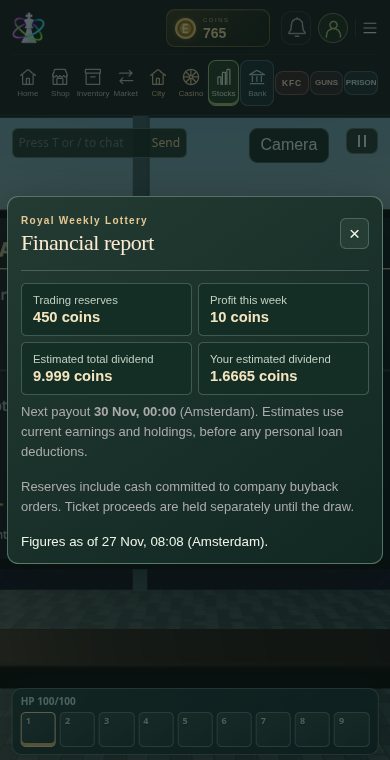 COINS
765
Home
Shop
Inventory
Market
City
Casino
Stocks
Bank
KFC
GUNS
PRISON
Press T or / to chat
Send
Camera
Royal Weekly Lottery
Financial report
Trading reserves
450 coins
Profit this week
10 coins
Estimated total dividend
9.999 coins
Your estimated dividend
1.6665 coins
Next payout 30 Nov, 00:00 (Amsterdam). Estimates use
current earnings and holdings, before any personal loan
deductions.
Reserves include cash committed to company buyback
orders. Ticket proceeds are held separately until the draw.
Figures as of 27 Nov, 08:08 (Amsterdam).
HP 100/100
1 2 3 4 5 6 7 8 9